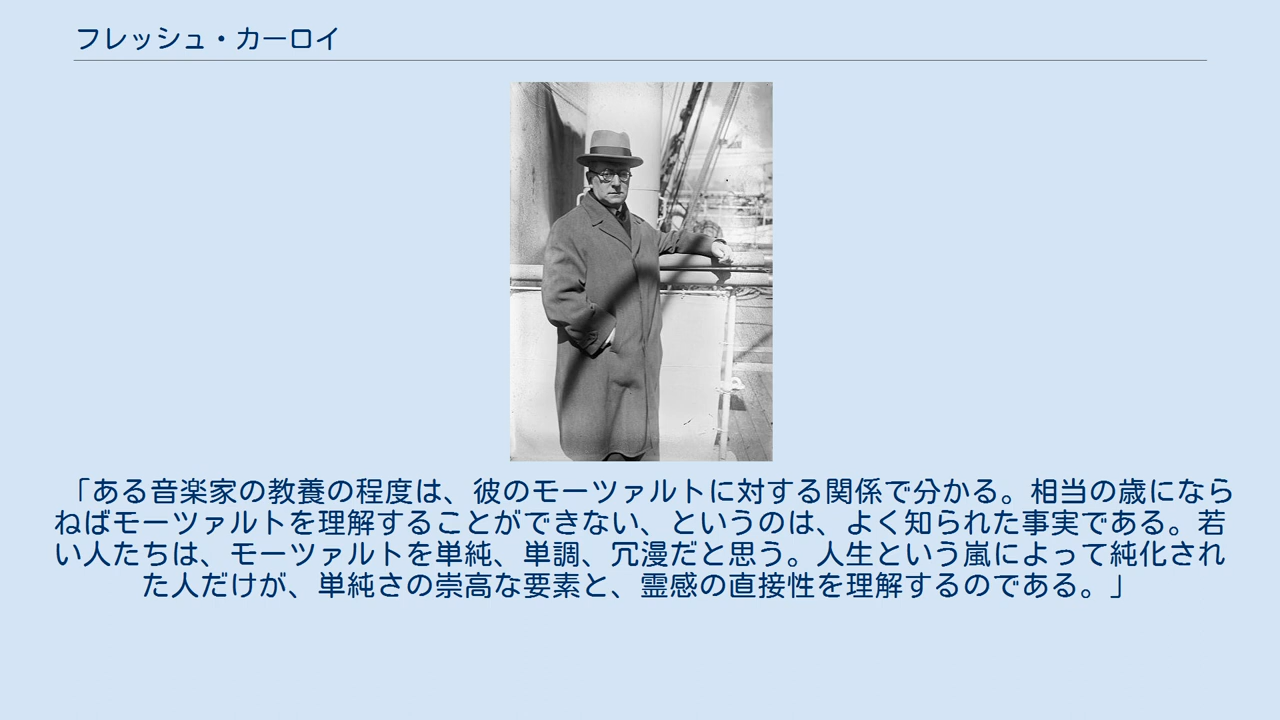 フレッシュ・カーロイ
「ある音楽家の教養の程度は、彼のモーツァルトに対する関係で分かる。相当の歳になら
ねばモーツァルトを理解することができない、というのは、よく知られた事実である。若
い人たちは、モーツァルトを単純、単調、冗漫だと思う。人生という嵐によって純化され
た人だけが、単純さの崇高な要素と、霊感の直接性を理解するのである。」